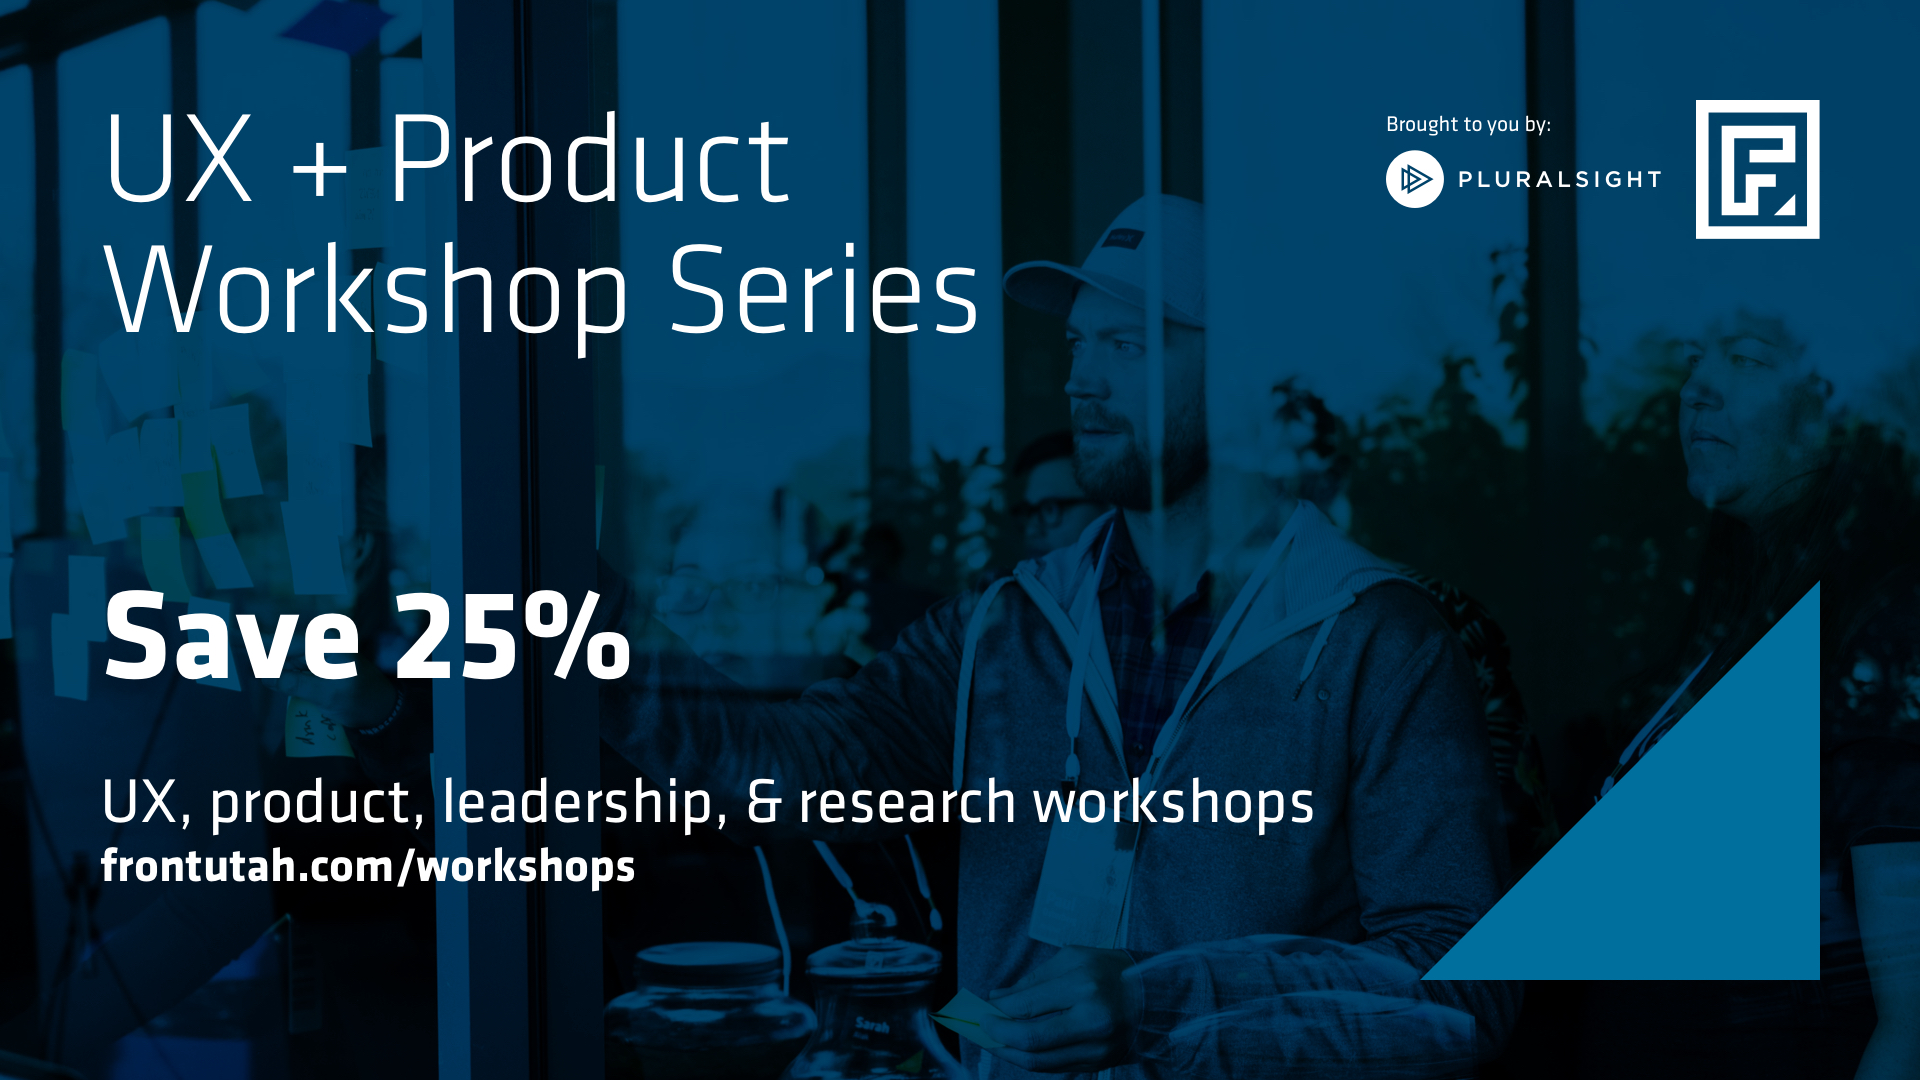 UX + Product
Workshop Series
Brought to you by:
PLURALSIGHT
Save 25%
UX, product, leadership, & research workshops
frontutah.com/workshops
Sarah